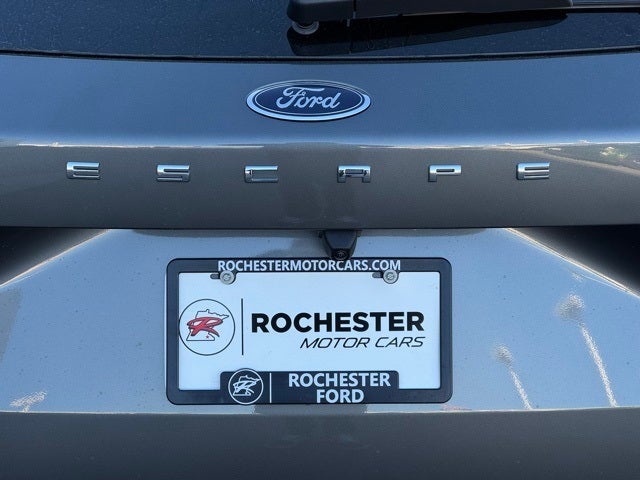 Ford
ESCAPE
ROCHESTERMOTORCARS.COM
R
ROCHESTER
MOTOR CARS
R
ROCHESTER
FORD